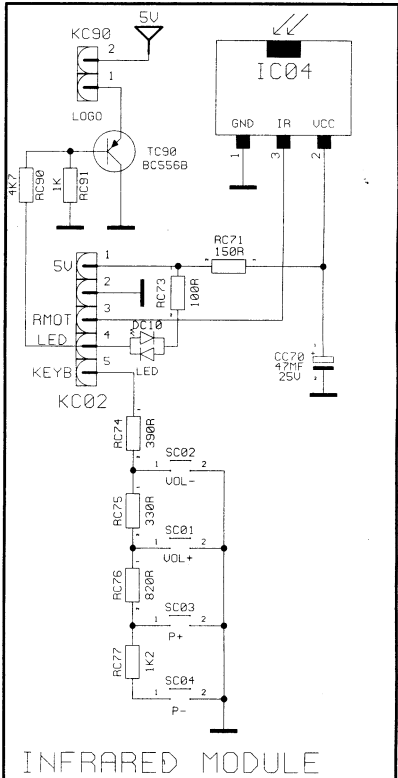 KC90
5V
2
1
LOGO
IC04
GND IR VCC
1 3 2
TC90
BC556B
4K7
RC90
1K
RC91
RC71
150R
5V
1
2
RMOT
3
LED
4
KEYB
5
KC02
RC73
100R
DC10
LED
CC70
47MF
25V
RC74
390R
SC02
1 2
VOL-
RC75
330R
SC01
1 2
VOL+
RC76
820R
SC03
1 2
P+
RC77
1K2
SC04
1 2
P-
INFRARED MODULE